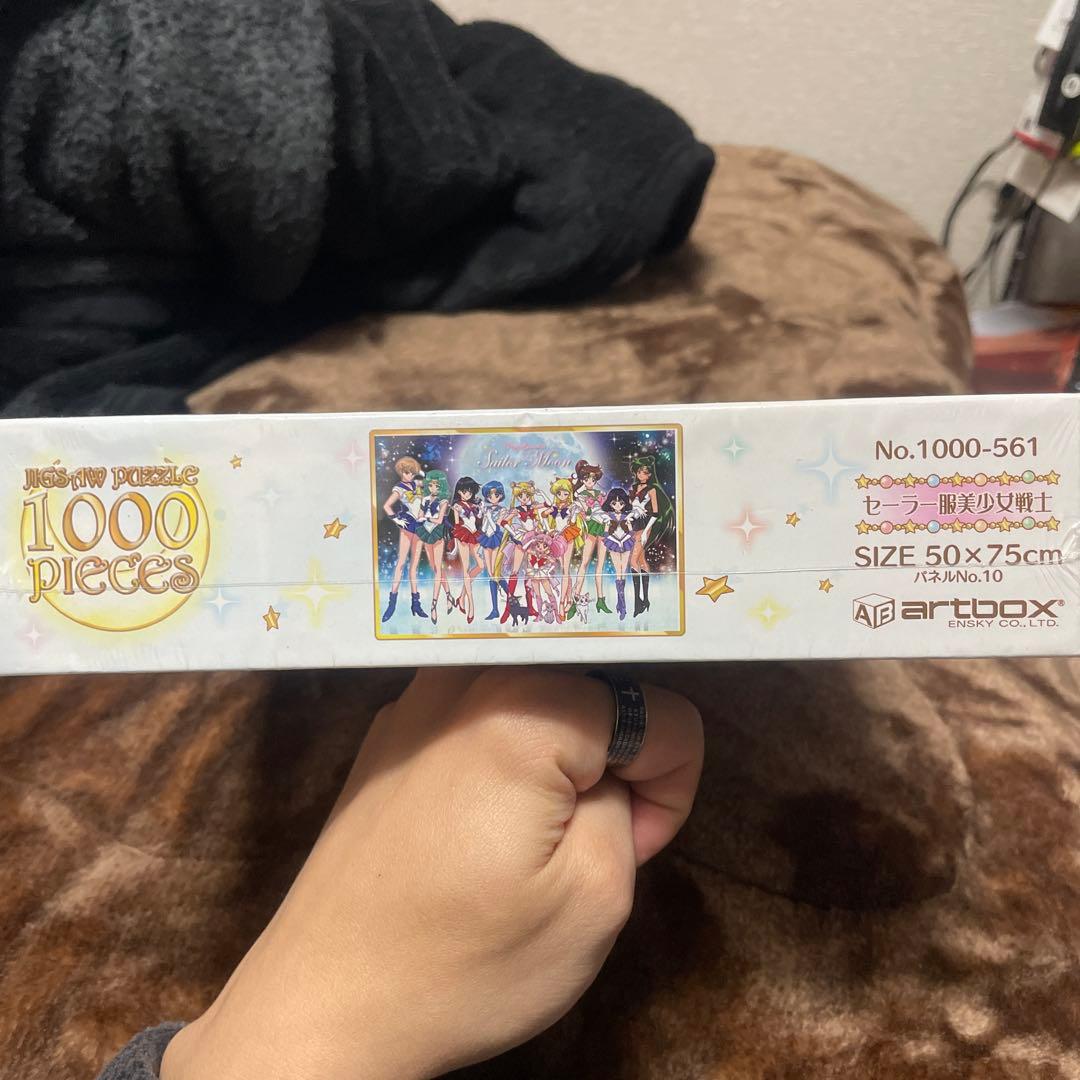 JIGSAW PUZZLE
1000
PIECES
Sailor Moon
No.1000-561
セーラー服美少女戦士
SIZE 50×75cm
パネルNo.10
AB artbox®
ENSKY CO., LTD.